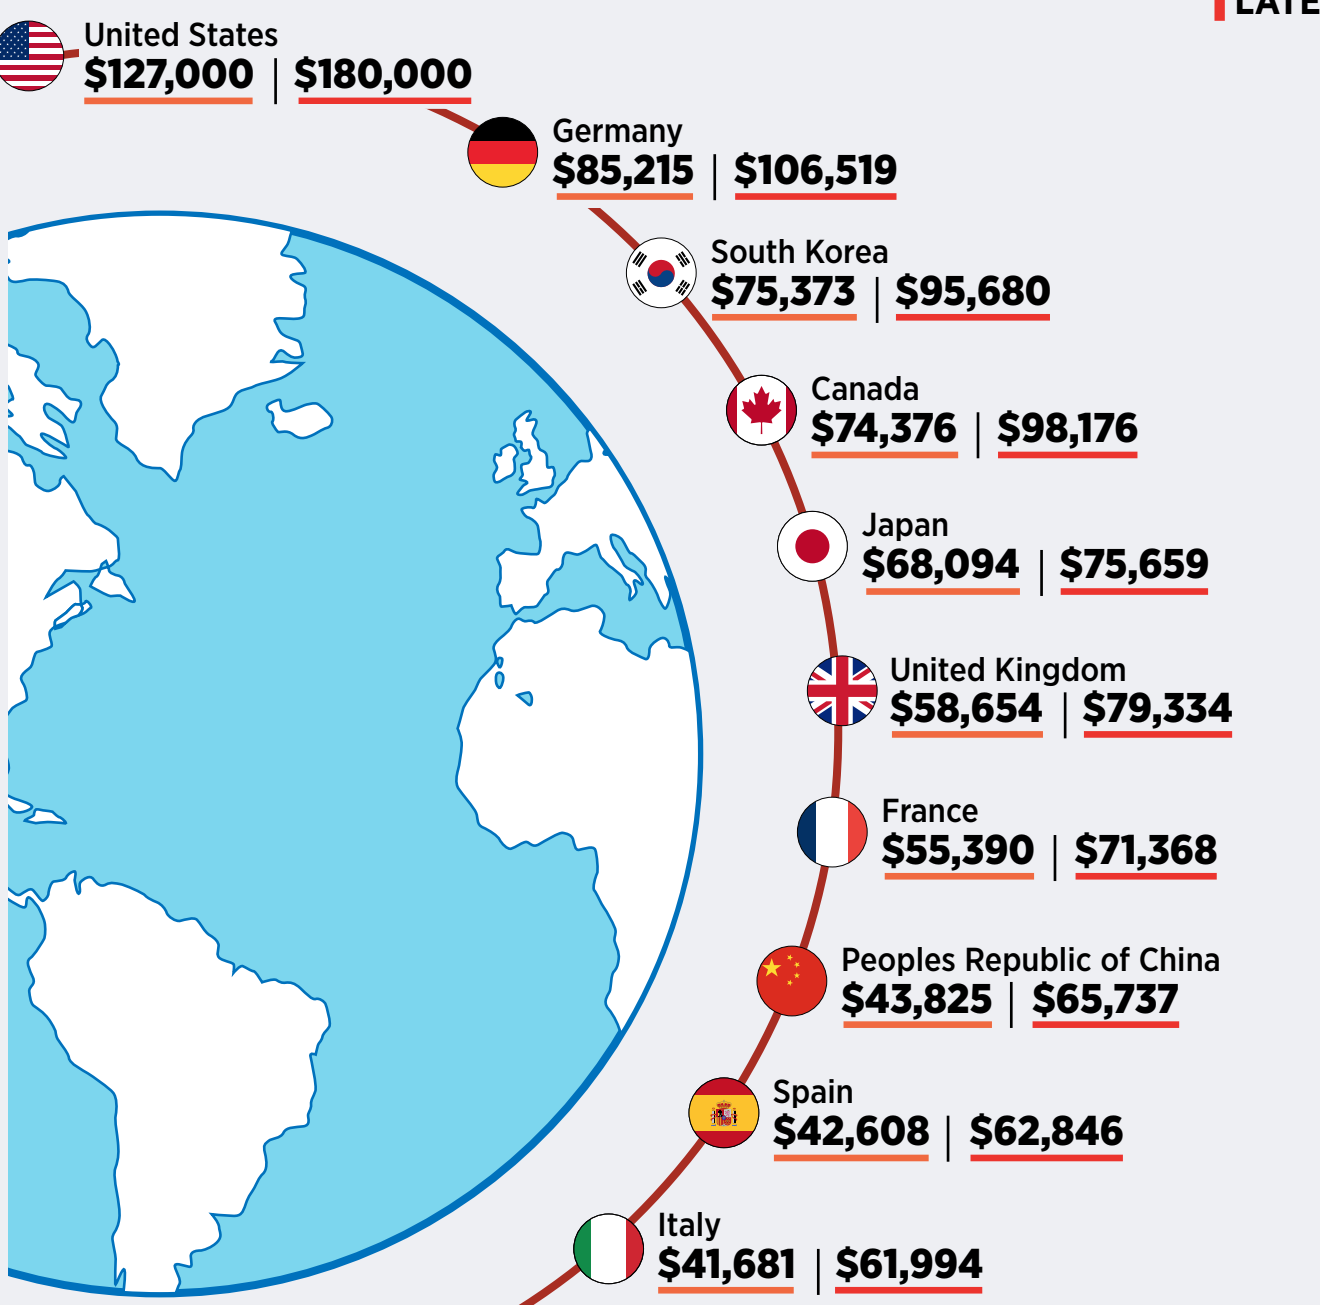 LATE
United States
$127,000 | $180,000
Germany
$85,215 | $106,519
South Korea
$75,373 | $95,680
Canada
$74,376 | $98,176
Japan
$68,094 | $75,659
United Kingdom
$58,654 | $79,334
France
$55,390 | $71,368
Peoples Republic of China
$43,825 | $65,737
Spain
$42,608 | $62,846
Italy
$41,681 | $61,994